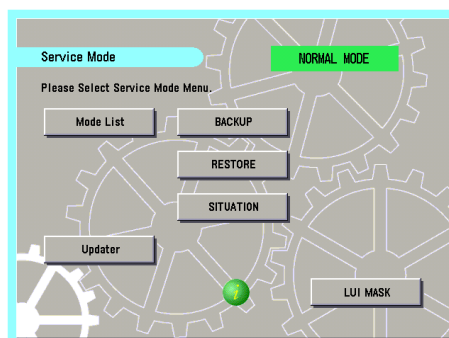 Service Mode
NORMAL MODE
Please Select Service Mode Menu.
Mode List
BACKUP
RESTORE
SITUATION
Updater
i
LUI MASK